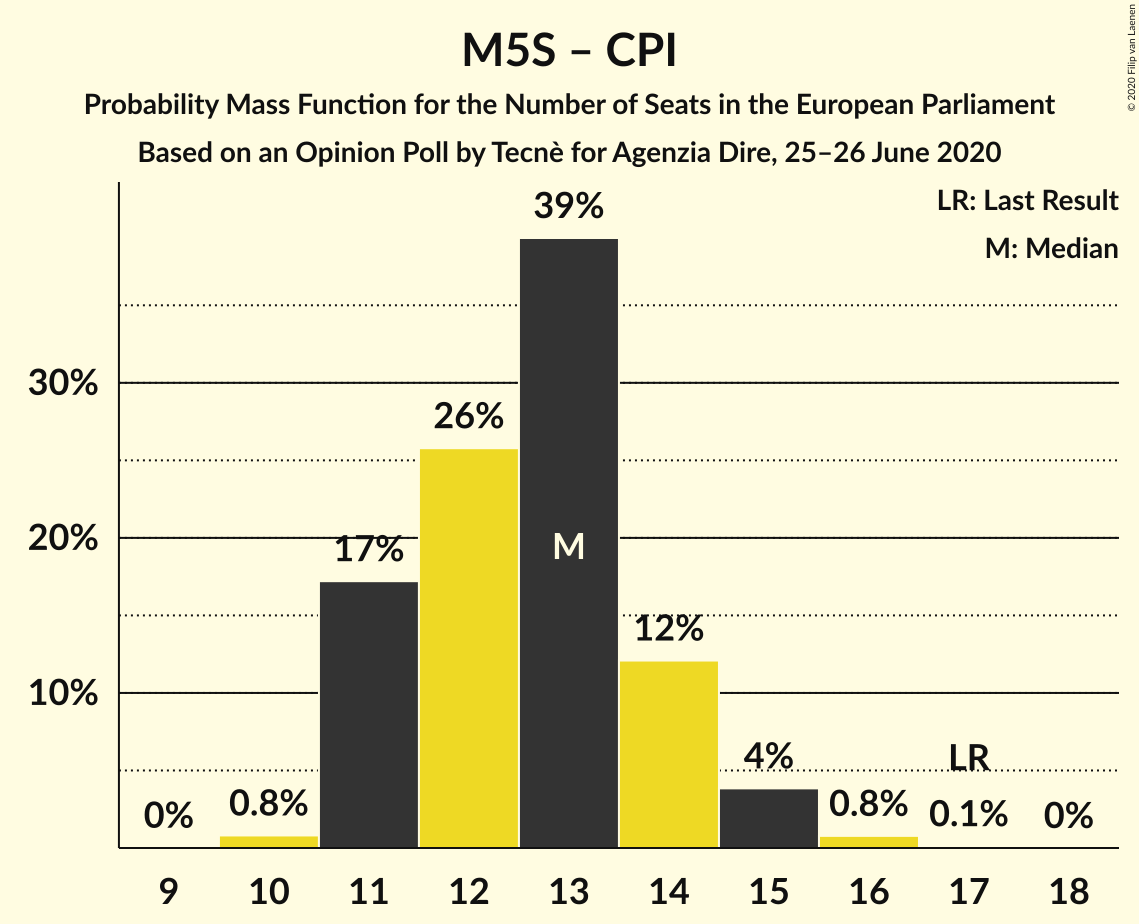 M5S – CPI
Probability Mass Function for the Number of Seats in the European Parliament
Based on an Opinion Poll by Tecnè for Agenzia Dire, 25–26 June 2020
© 2020 Filip van Laenen
LR: Last Result
M: Median
39%
30%
26%
20%
17%
M
12%
10%
4%
LR
0%
0.8%
0.8%
0.1%
0%
9 10 11 12 13 14 15 16 17 18